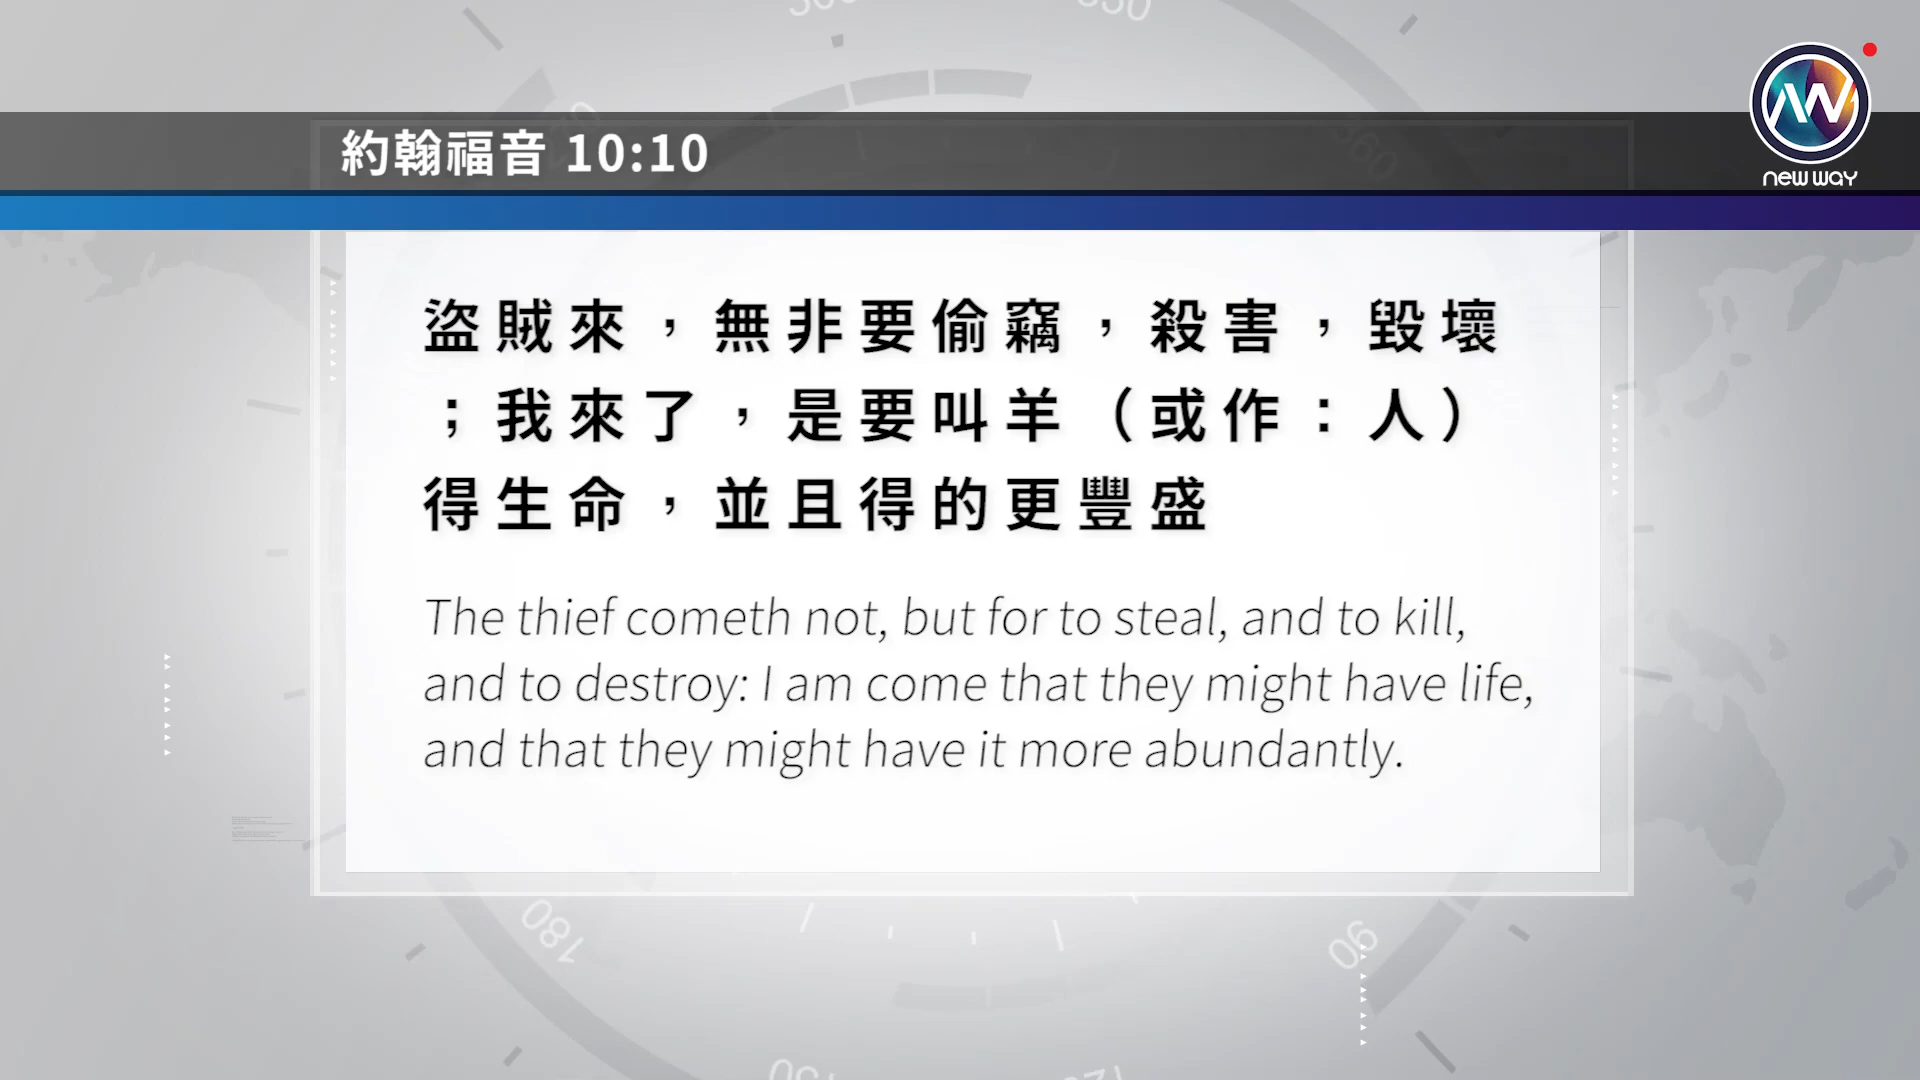 約翰福音 10:10
NEW WAY
盜賊來，無非要偷竊，殺害，毀壞
；我來了，是要叫羊（或作：人）
得生命，並且得的更豐盛
The thief cometh not, but for to steal, and to kill,
and to destroy: I am come that they might have life,
and that they might have it more abundantly.
180
90
360